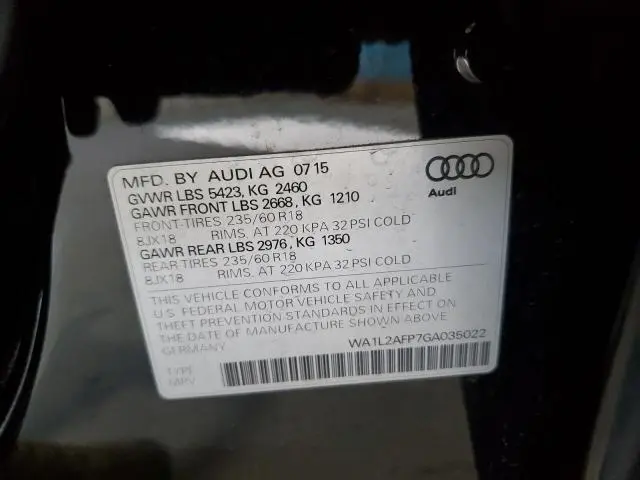 MFD. BY AUDI AG 07 15
GVWR LBS 5423, KG 2460
GAWR FRONT LBS 2668, KG 1210
FRONT-TIRES 235/60 R18
8JX18 RIMS. AT 220 KPA 32 PSI COLD
GAWR REAR LBS 2976, KG 1350
REAR TIRES 235/60 R18
8JX18 RIMS. AT 220 KPA 32 PSI COLD
Audi
THIS VEHICLE CONFORMS TO ALL APPLICABLE
U.S. FEDERAL MOTOR VEHICLE SAFETY AND
THEFT PREVENTION STANDARDS IN EFFECT ON
THE DATE OF MANUFACTURE SHOWN ABOVE.
GERMANY
WA1L2AFP7GA035022
TYPE
MPV